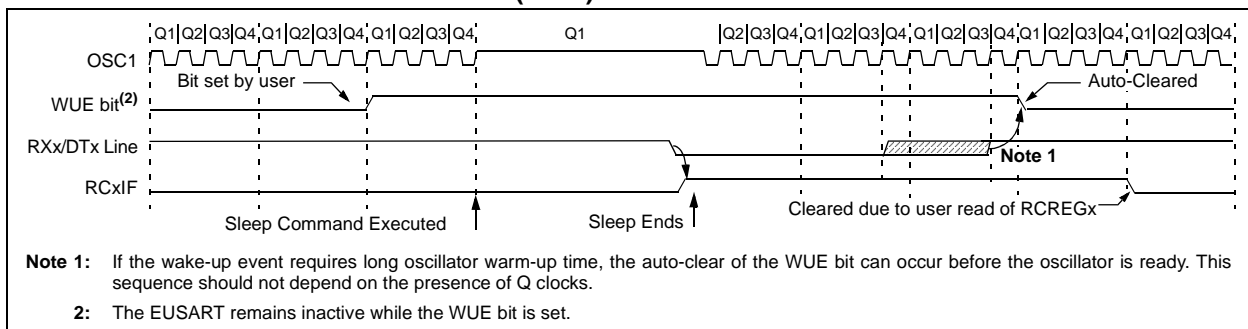 Q1 Q2 Q3 Q4 Q1 Q2 Q3 Q4 Q1 Q2 Q3 Q4 Q1 Q2 Q3 Q4 Q1 Q2 Q3 Q4 Q1 Q2 Q3 Q4 Q1 Q2 Q3 Q4 Q1 Q2 Q3 Q4
OSC1
Bit set by user
Auto-Cleared
WUE bit(2)
RXx/DTx Line
Note 1
RCxIF
Cleared due to user read of RCREGx
Sleep Command Executed
Sleep Ends
Note 1: If the wake-up event requires long oscillator warm-up time, the auto-clear of the WUE bit can occur before the oscillator is ready. This
sequence should not depend on the presence of Q clocks.
2: The EUSART remains inactive while the WUE bit is set.